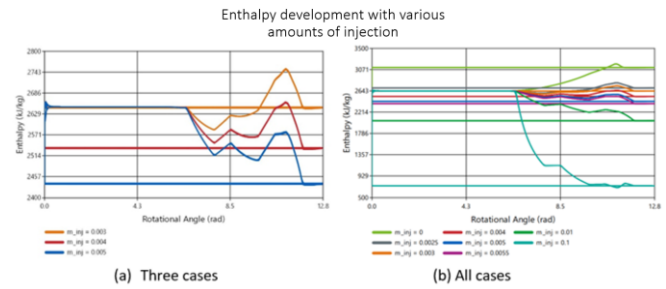 Enthalpy development with various
amounts of injection
2800
2743
2686
2629
2571
2514
2457
2400
Enthalpy (kJ/kg)
0.0 4.3 8.5 12.8
Rotational Angle (rad)
m_inj = 0.003
m_inj = 0.004
m_inj = 0.005
(a) Three cases
3500
3071
2643
2214
1786
1357
929
500
Enthalpy (kJ/kg)
0.0 4.3 8.5 12.8
Rotational Angle (rad)
m_inj = 0 m_inj = 0.004 m_inj = 0.01
m_inj = 0.0025 m_inj = 0.005 m_inj = 0.1
m_inj = 0.003 m_inj = 0.0055
(b) All cases